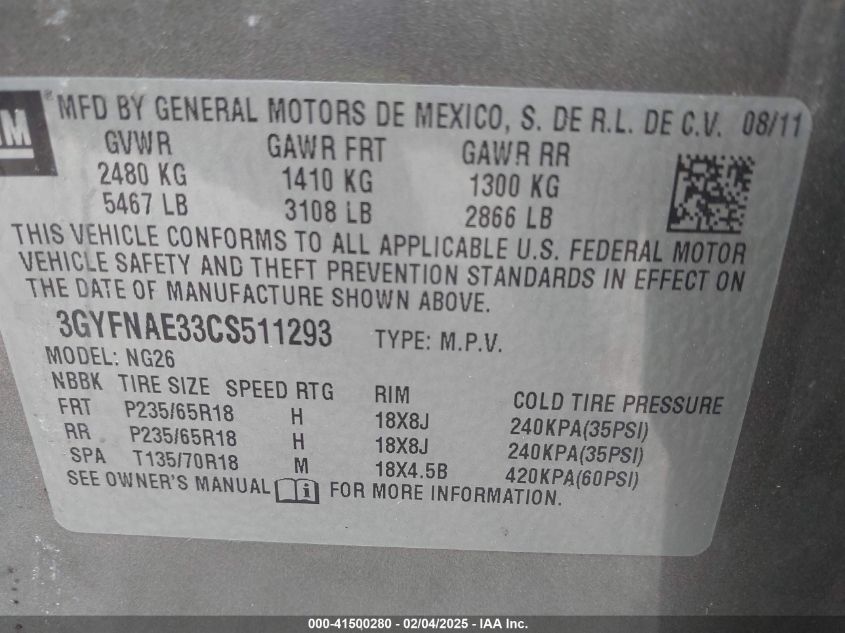 GM
® MFD BY GENERAL MOTORS DE MEXICO, S. DE R.L. DE C.V. 08/11
GVWR GAWR FRT GAWR RR
2480 KG 1410 KG 1300 KG
5467 LB 3108 LB 2866 LB
THIS VEHICLE CONFORMS TO ALL APPLICABLE U.S. FEDERAL MOTOR
VEHICLE SAFETY AND THEFT PREVENTION STANDARDS IN EFFECT ON
THE DATE OF MANUFACTURE SHOWN ABOVE.
3GYFNAE33CS511293 TYPE: M.P.V.
MODEL: NG26
NBBK TIRE SIZE SPEED RTG RIM COLD TIRE PRESSURE
FRT P235/65R18 H 18X8J 240KPA(35PSI)
RR P235/65R18 H 18X8J 240KPA(35PSI)
SPA T135/70R18 M 18X4.5B 420KPA(60PSI)
SEE OWNER'S MANUAL i FOR MORE INFORMATION.
000-41500280 - 02/04/2025 - IAA Inc.